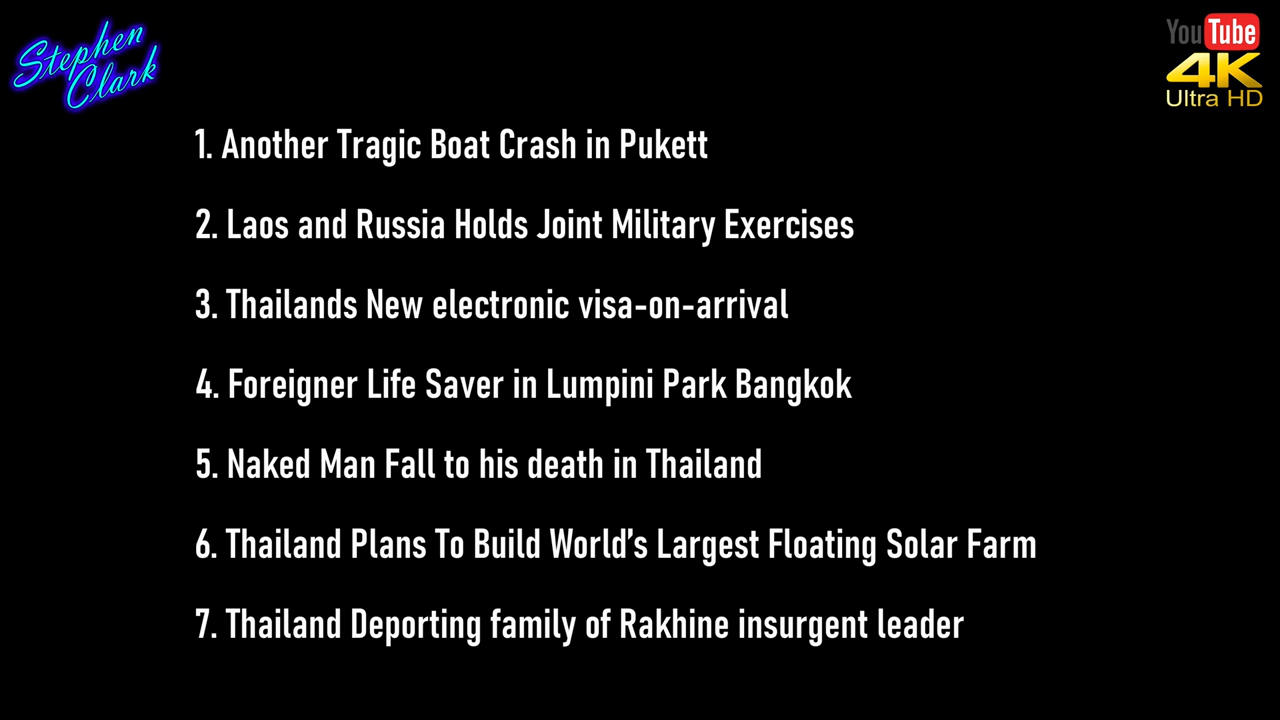 Stephen
Clark
YouTube
4K
Ultra HD
1. Another Tragic Boat Crash in Pukett
2. Laos and Russia Holds Joint Military Exercises
3. Thailands New electronic visa-on-arrival
4. Foreigner Life Saver in Lumpini Park Bangkok
5. Naked Man Fall to his death in Thailand
6. Thailand Plans To Build World’s Largest Floating Solar Farm
7. Thailand Deporting family of Rakhine insurgent leader